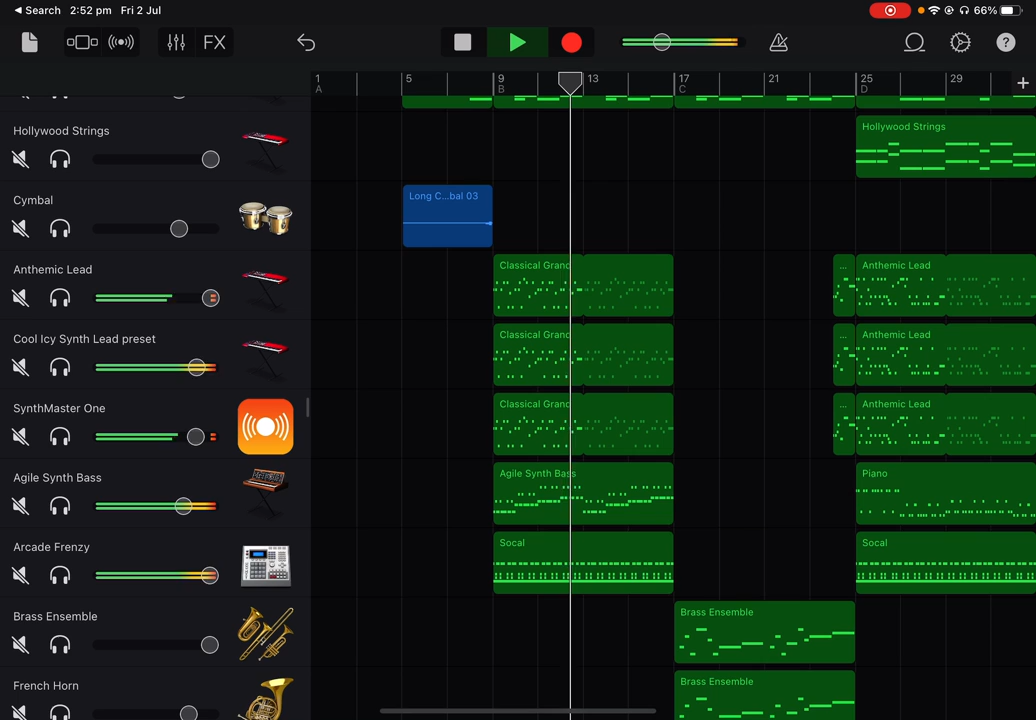 ◀ Search 2:52 pm Fri 2 Jul 66%
FX ?
1 5 9 13 17 21 25 29 +
A B C D
Hollywood Strings
Hollywood Strings
Cymbal
Long C...bal 03
Anthemic Lead
Classical Grand ... Anthemic Lead
Cool Icy Synth Lead preset
Classical Grand ... Anthemic Lead
SynthMaster One
Classical Grand ... Anthemic Lead
Agile Synth Bass
Agile Synth Bass Piano
Arcade Frenzy
Socal Socal
Brass Ensemble
Brass Ensemble
French Horn
Brass Ensemble